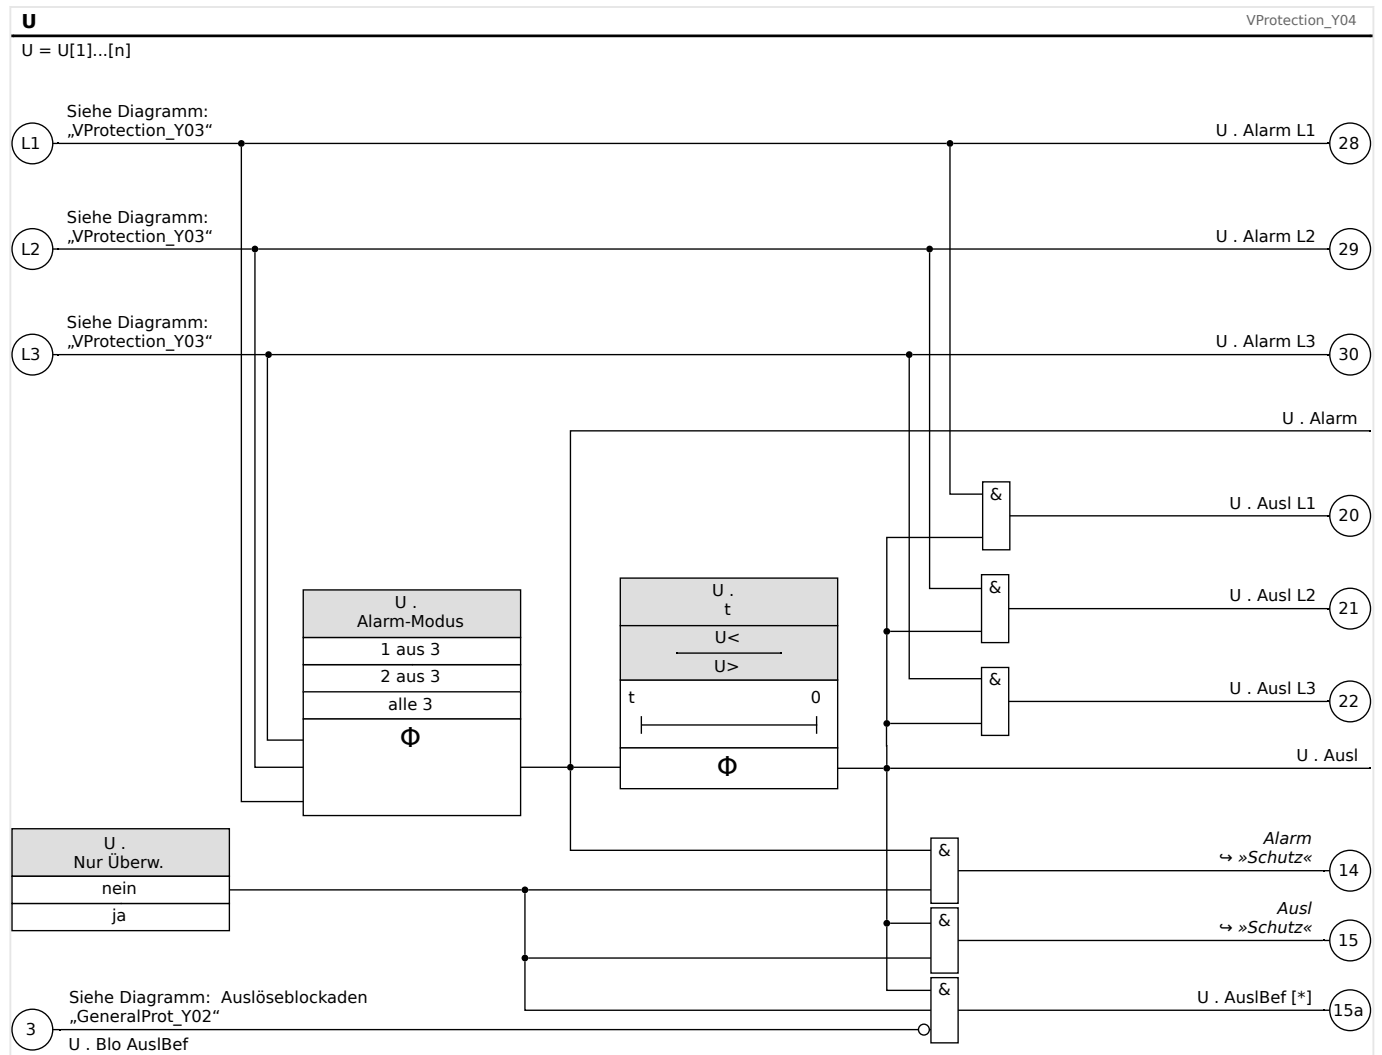 U
VProtection_Y04
U = U[1]...[n]
Siehe Diagramm:
„VProtection_Y03“
L1
U . Alarm L1
28
Siehe Diagramm:
„VProtection_Y03“
L2
U . Alarm L2
29
Siehe Diagramm:
„VProtection_Y03“
L3
U . Alarm L3
30
U . Alarm
&
U . Ausl L1
20
&
U . Ausl L2
21
&
U . Ausl L3
22
U .
Alarm-Modus
1 aus 3
2 aus 3
alle 3
Φ
U .
t
U<
U>
t 0
Φ
U . Ausl
U .
Nur Überw.
nein
ja
&
Alarm
↪ »Schutz«
14
&
Ausl
↪ »Schutz«
15
&
U . AuslBef [*]
15a
Siehe Diagramm: Auslöseblockaden
„GeneralProt_Y02“
3
U . Blo AuslBef